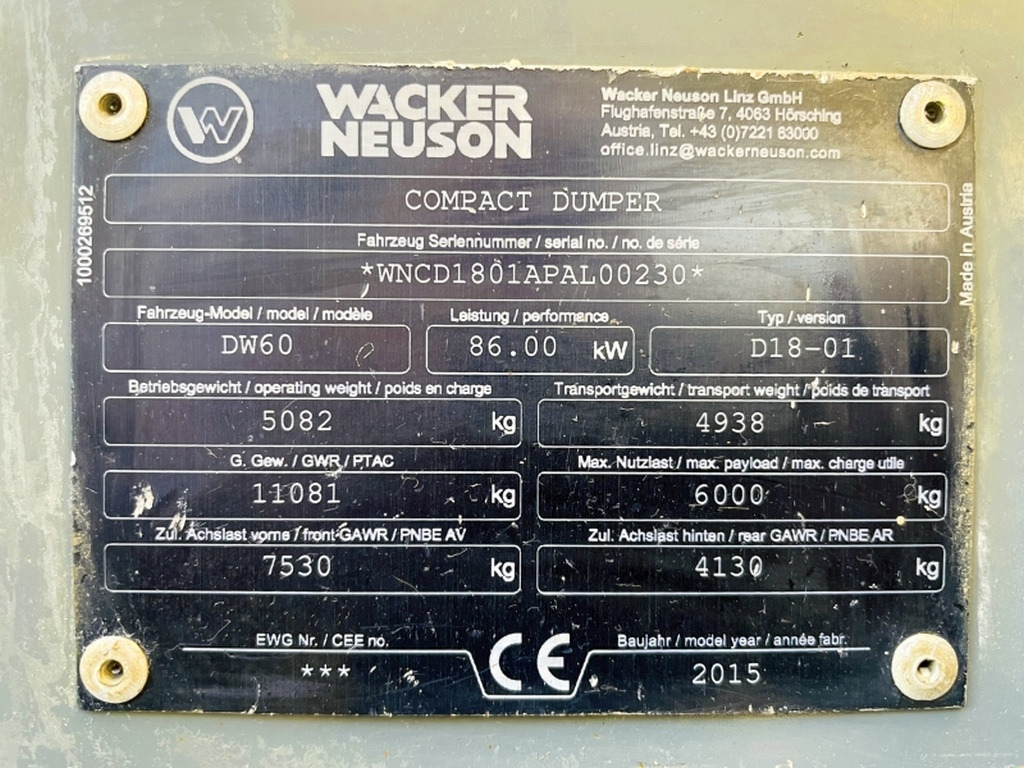 W
WACKER
NEUSON
Wacker Neuson Linz GmbH
Flughafenstraße 7, 4063 Hörsching
Austria, Tel. +43 (0)7221 63000
office.linz@wackerneuson.com
1000269512
Made in Austria
COMPACT DUMPER
Fahrzeug Seriennummer / serial no. / no. de série
*WNCD1801APAL00230*
Fahrzeug-Model / model / modèle Leistung / performance Typ / version
DW60 86.00 kW D18-01
Betriebsgewicht / operating weight / poids en charge Transportgewicht / transport weight / poids de transport
5082 kg 4938 kg
G. Gew. / GWR / PTAC Max. Nutzlast / max. payload / max. charge utile
11081 kg 6000 kg
Zul. Achslast vorne / front GAWR / PNBE AV Zul. Achslast hinten / rear GAWR / PNBE AR
7530 kg 4130 kg
EWG Nr. / CEE no. CE Baujahr / model year / année fabr.
*** 2015